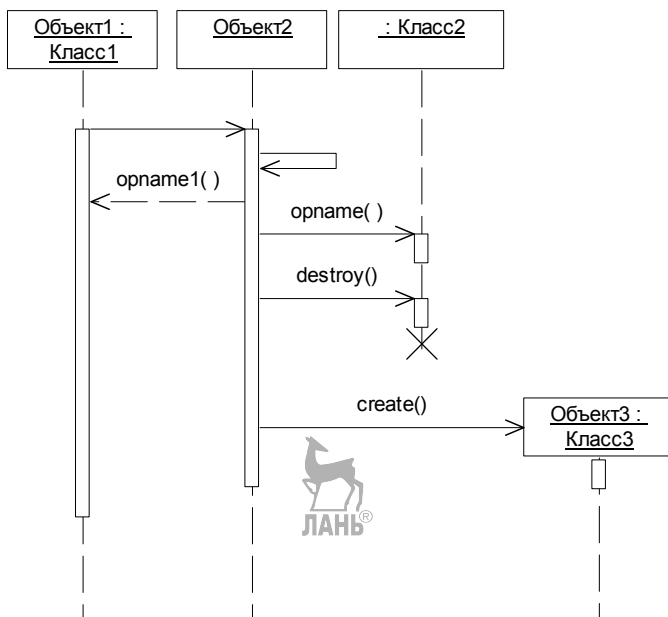 Объект1 :
Класс1
Объект2
: Класс2
opname1( )
opname( )
destroy()
create()
Объект3 :
Класс3
ЛАНЬ®